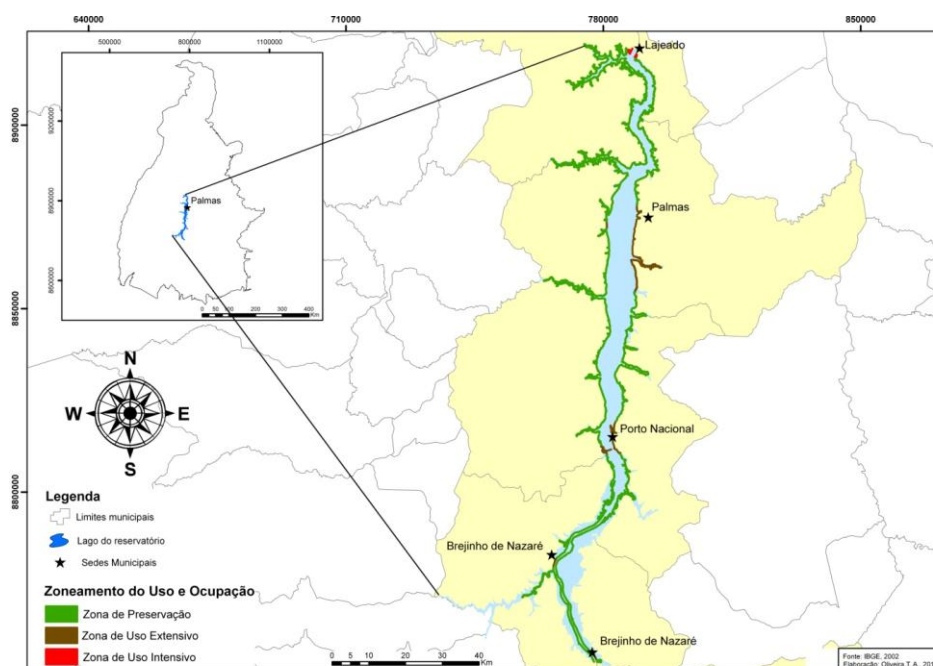 640000
710000
780000
850000
500000
800000
1100000
9200000
8900000
8600000
Palmas
0 50 100 200 300 400
Km
8900000
8850000
8800000
Lajeado
Palmas
Porto Nacional
Brejinho de Nazaré
Brejinho de Nazaré
N
W
E
S
Legenda
Limites municipais
Lago do reservatório
Sedes Municipais
Zoneamento do Uso e Ocupação
Zona de Preservação
Zona de Uso Extensivo
Zona de Uso Intensivo
0 5 10 20 30 40
Km
Fonte: IBGE, 2002
Elaboração: Oliveira T. A., 201